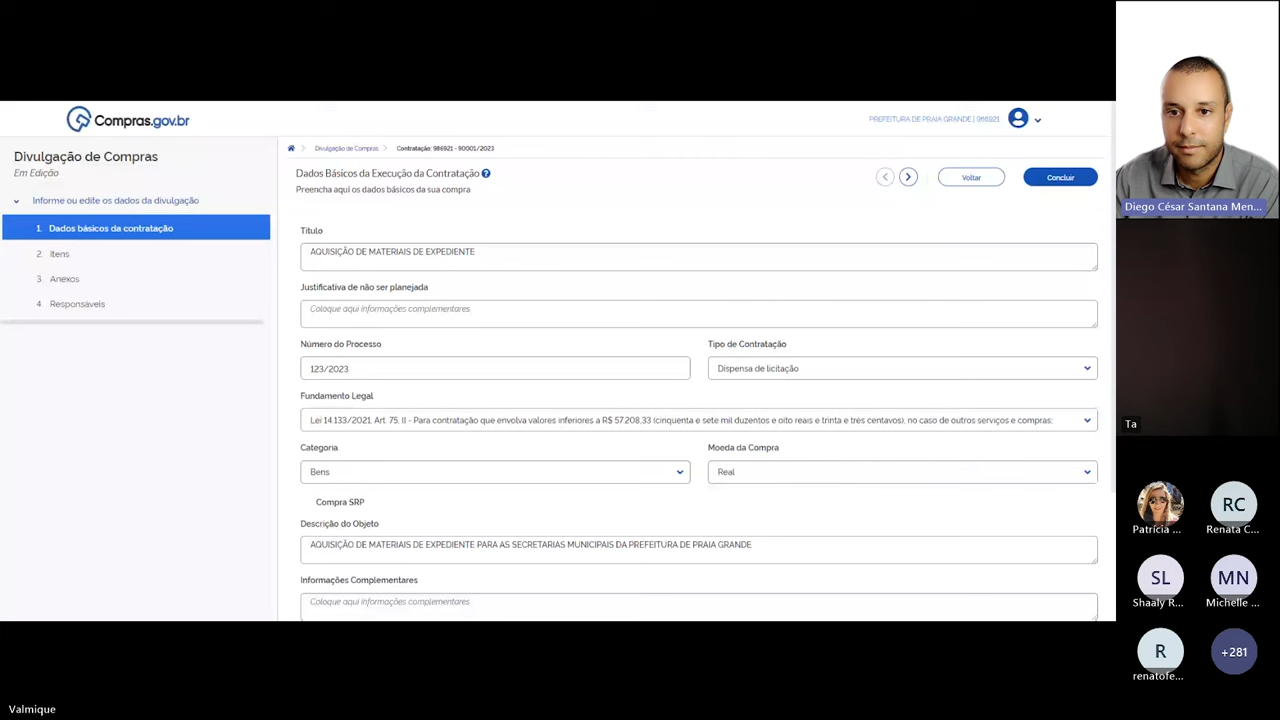 Compras.gov.br
PREFEITURA DE PRAIA GRANDE | 986921
Divulgação de Compras
Em Edição
Informe ou edite os dados da divulgação
1. Dados básicos da contratação
2. Itens
3. Anexos
4. Responsáveis
Divulgação de Compras
Contratação: 986921 - 90001/2023
Dados Básicos da Execução da Contratação
Preencha aqui os dados básicos da sua compra
Voltar
Concluir
Título
AQUISIÇÃO DE MATERIAIS DE EXPEDIENTE
Justificativa de não ser planejada
Coloque aqui informações complementares
Número do Processo
Tipo de Contratação
123/2023
Dispensa de licitação
Fundamento Legal
Lei 14.133/2021, Art. 75, II - Para contratação que envolva valores inferiores a R$ 57.208,33 (cinquenta e sete mil duzentos e oito reais e trinta e três centavos), no caso de outros serviços e compras;
Categoria
Moeda da Compra
Bens
Real
Compra SRP
Descrição do Objeto
AQUISIÇÃO DE MATERIAIS DE EXPEDIENTE PARA AS SECRETARIAS MUNICIPAIS DA PREFEITURA DE PRAIA GRANDE
Informações Complementares
Coloque aqui informações complementares
Diego César Santana Men...
Ta
Patrícia ...
RC
Renata C...
SL
Shaaly R...
MN
Michelle ...
R
renatofe...
+281
Valmique